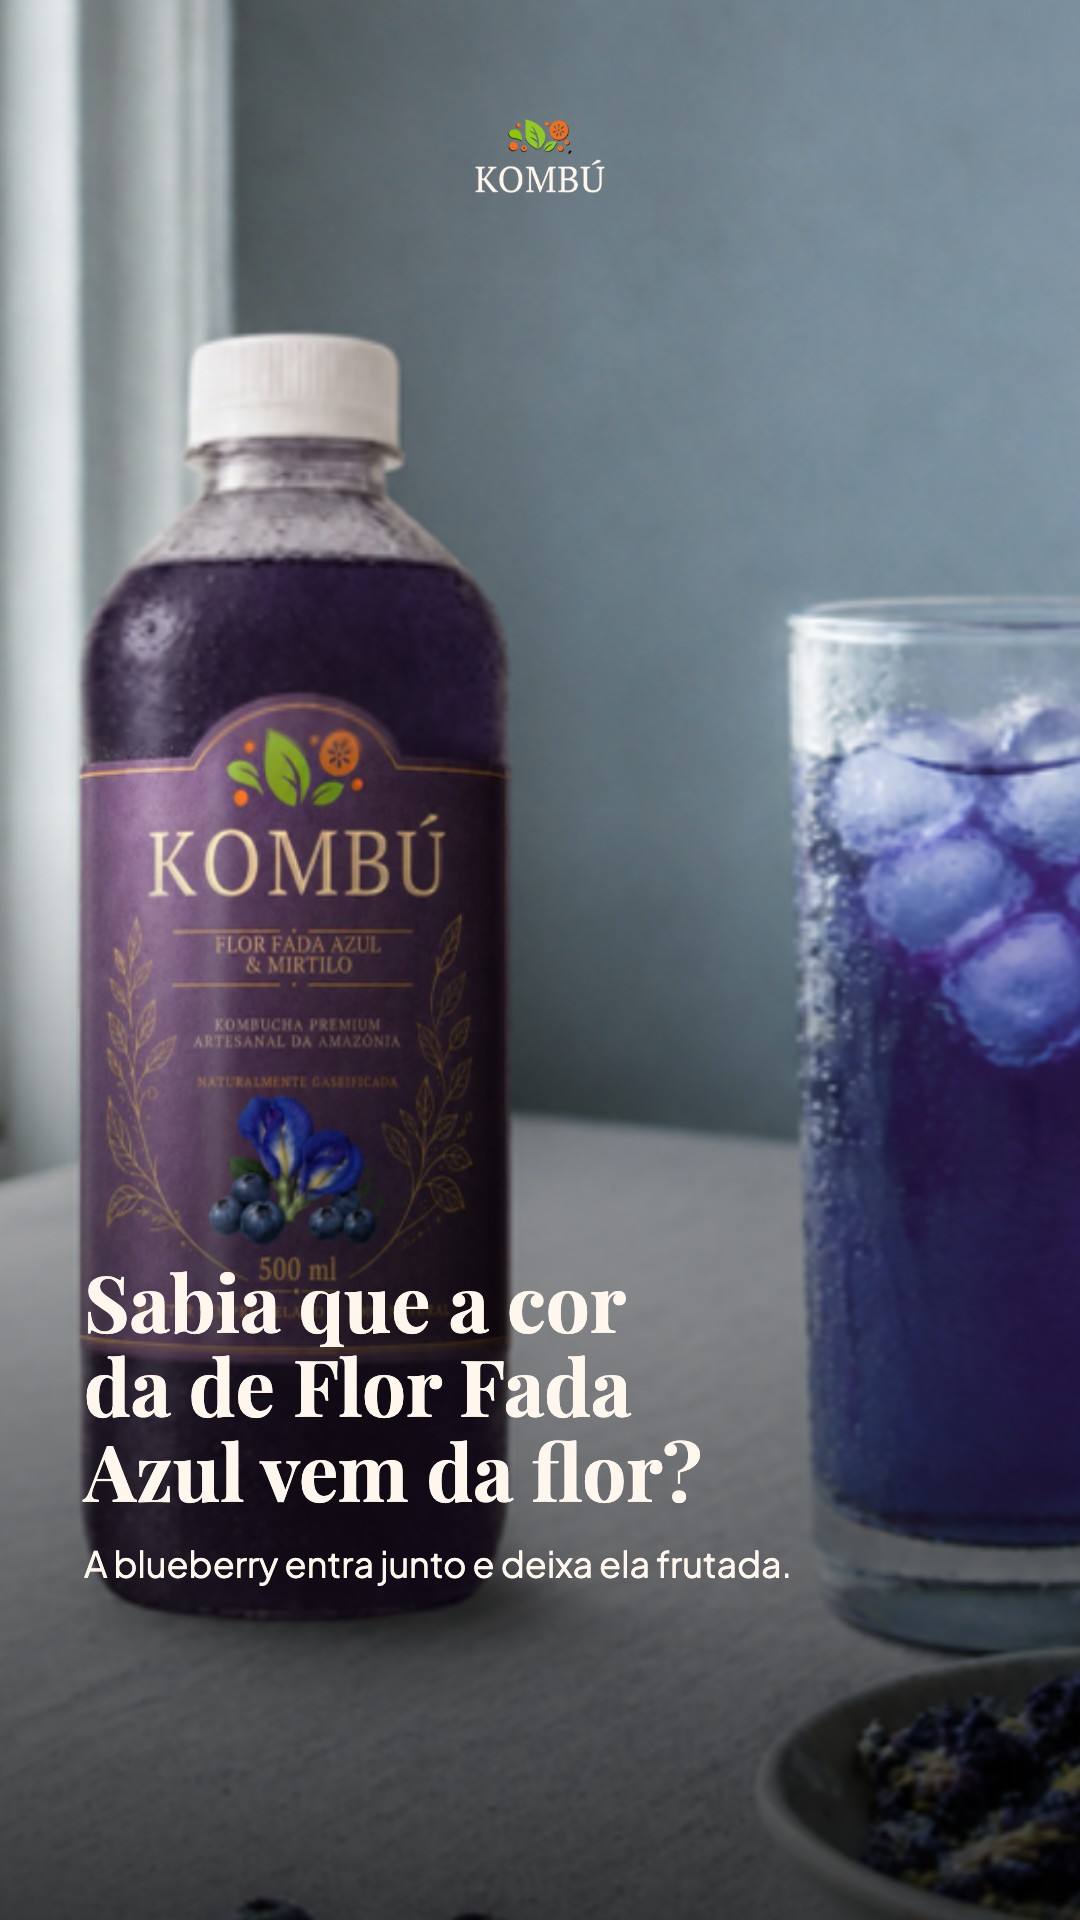 KOMBÚ
KOMBÚ
FLOR FADA AZUL
& MIRTILO
KOMBUCHA PREMIUM
ARTESANAL DA AMAZÔNIA
NATURALMENTE GASEIFICADA
500 ml
Sabia que a cor
da de Flor Fada
Azul vem da flor?
A blueberry entra junto e deixa ela frutada.